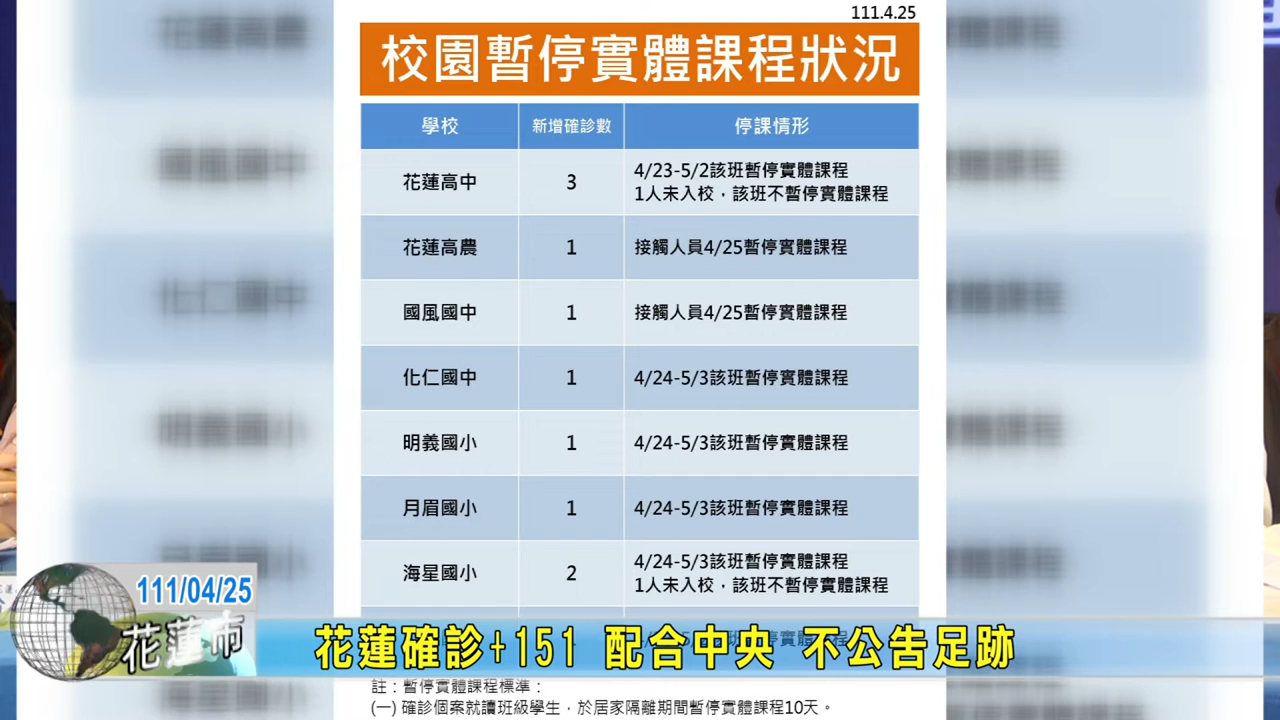 111.4.25
校園暫停實體課程狀況
學校 新增確診數 停課情形
花蓮高中 3 4/23-5/2該班暫停實體課程
1人未入校，該班不暫停實體課程
花蓮高農 1 接觸人員4/25暫停實體課程
國風國中 1 接觸人員4/25暫停實體課程
化仁國中 1 4/24-5/3該班暫停實體課程
明義國小 1 4/24-5/3該班暫停實體課程
月眉國小 1 4/24-5/3該班暫停實體課程
海星國小 2 4/24-5/3該班暫停實體課程
1人未入校，該班不暫停實體課程
111/04/25
花蓮市
花蓮確診+151 配合中央 不公告足跡
註：暫停實體課程標準：
(一) 確診個案就讀班級學生，於居家隔離期間暫停實體課程10天。